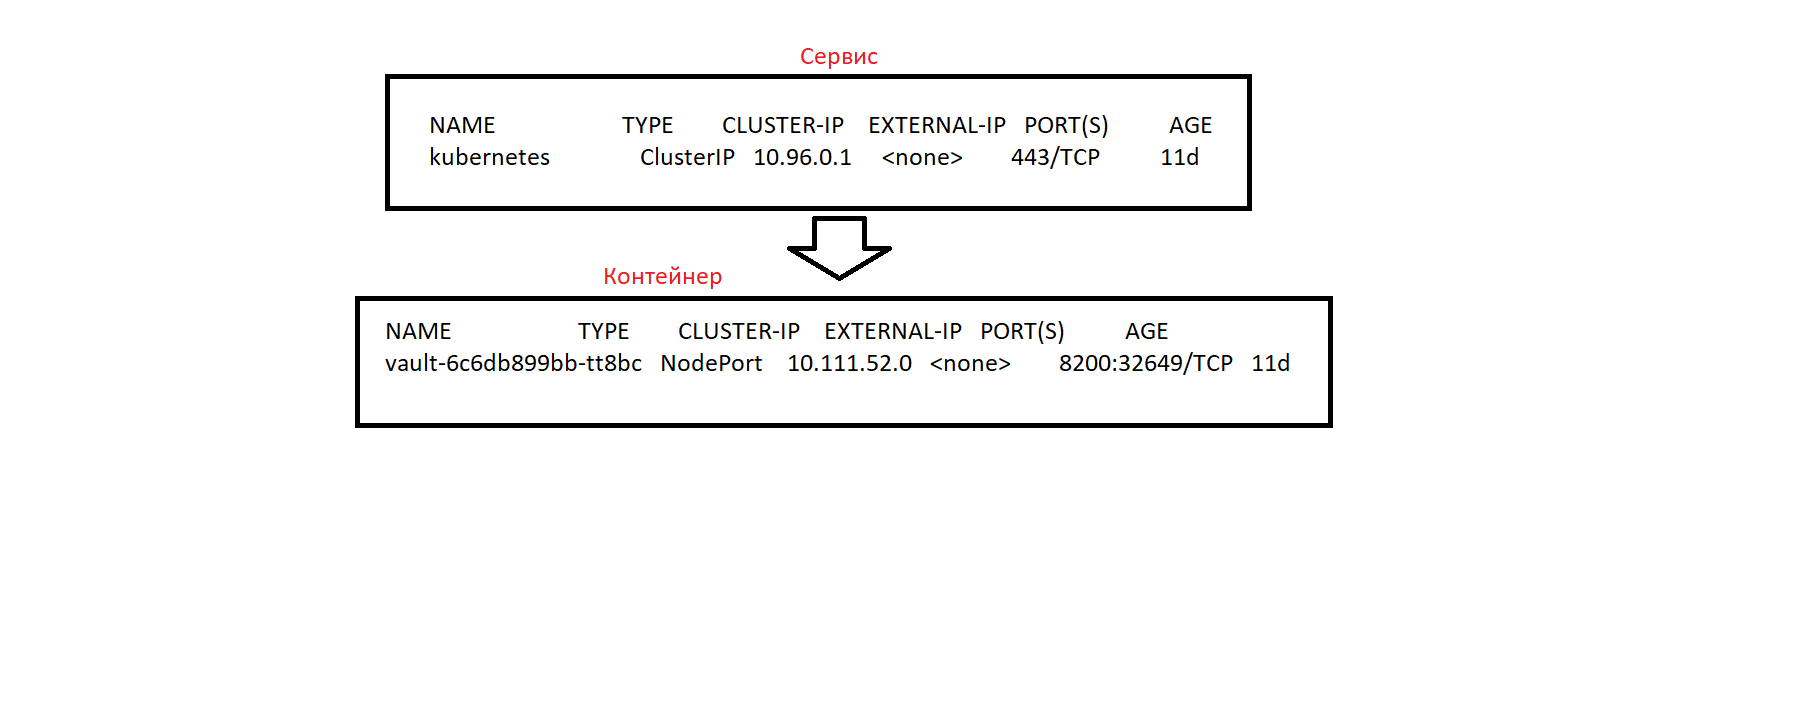 Сервис
NAME TYPE CLUSTER-IP EXTERNAL-IP PORT(S) AGE
kubernetes ClusterIP 10.96.0.1 <none> 443/TCP 11d
Контейнер
NAME TYPE CLUSTER-IP EXTERNAL-IP PORT(S) AGE
vault-6c6db899bb-tt8bc NodePort 10.111.52.0 <none> 8200:32649/TCP 11d